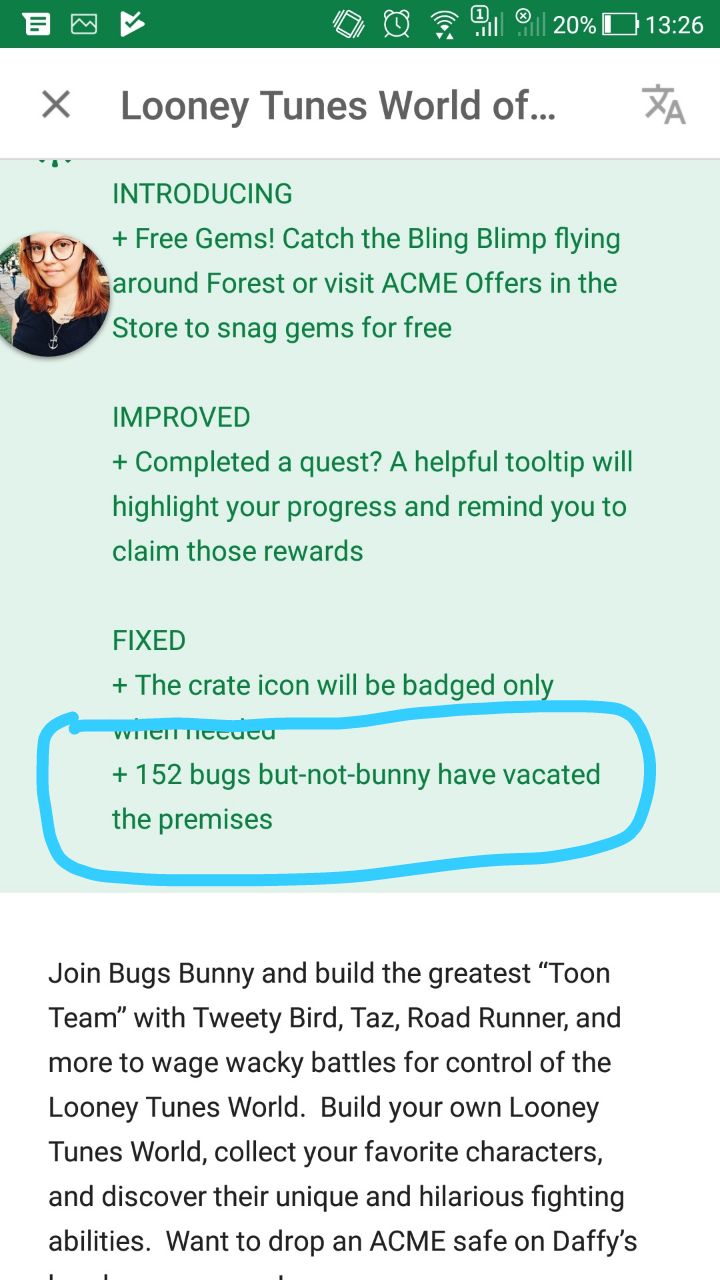 20% 13:26
Looney Tunes World of...
INTRODUCING
+ Free Gems! Catch the Bling Blimp flying
around Forest or visit ACME Offers in the
Store to snag gems for free
IMPROVED
+ Completed a quest? A helpful tooltip will
highlight your progress and remind you to
claim those rewards
FIXED
+ The crate icon will be badged only
when needed
+ 152 bugs but-not-bunny have vacated
the premises
Join Bugs Bunny and build the greatest “Toon
Team” with Tweety Bird, Taz, Road Runner, and
more to wage wacky battles for control of the
Looney Tunes World.  Build your own Looney
Tunes World, collect your favorite characters,
and discover their unique and hilarious fighting
abilities.  Want to drop an ACME safe on Daffy’s